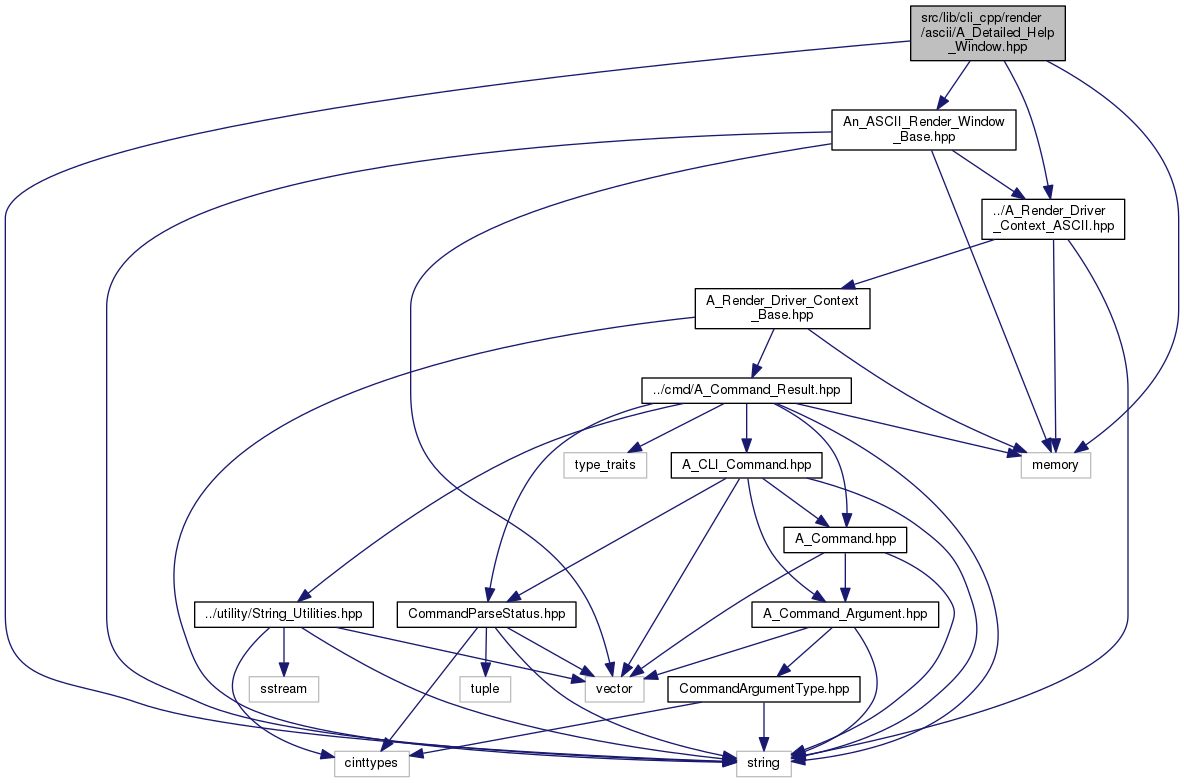 src/lib/cli_cpp/render
/ascii/A_Detailed_Help
_Window.hpp
An_ASCII_Render_Window
_Base.hpp
../A_Render_Driver
_Context_ASCII.hpp
A_Render_Driver_Context
_Base.hpp
../cmd/A_Command_Result.hpp
type_traits
A_CLI_Command.hpp
memory
A_Command.hpp
../utility/String_Utilities.hpp
CommandParseStatus.hpp
A_Command_Argument.hpp
sstream
tuple
vector
CommandArgumentType.hpp
cinttypes
string